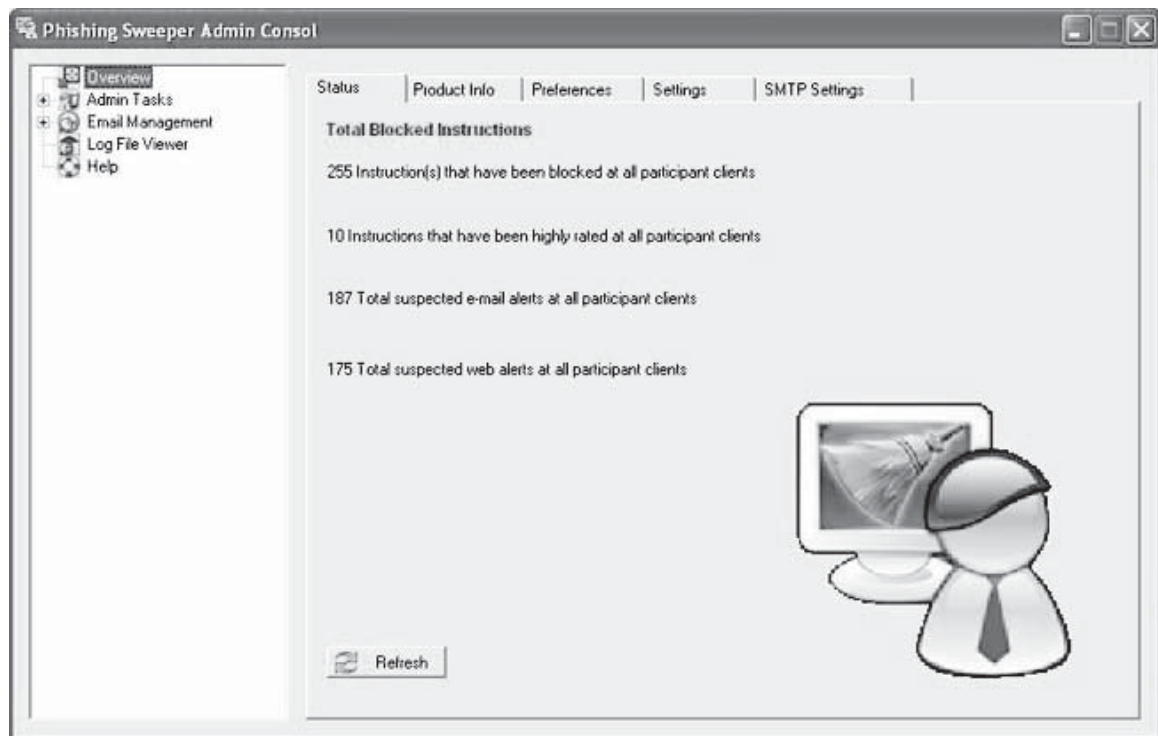 Phishing Sweeper Admin Consol
Overview
Admin Tasks
Email Management
Log File Viewer
Help
Status Product Info Preferences Settings SMTP Settings
Total Blocked Instructions
255 Instruction(s) that have been blocked at all participant clients
10 Instructions that have been highly rated at all participant clients
187 Total suspected e-mail alerts at all participant clients
175 Total suspected web alerts at all participant clients
Refresh